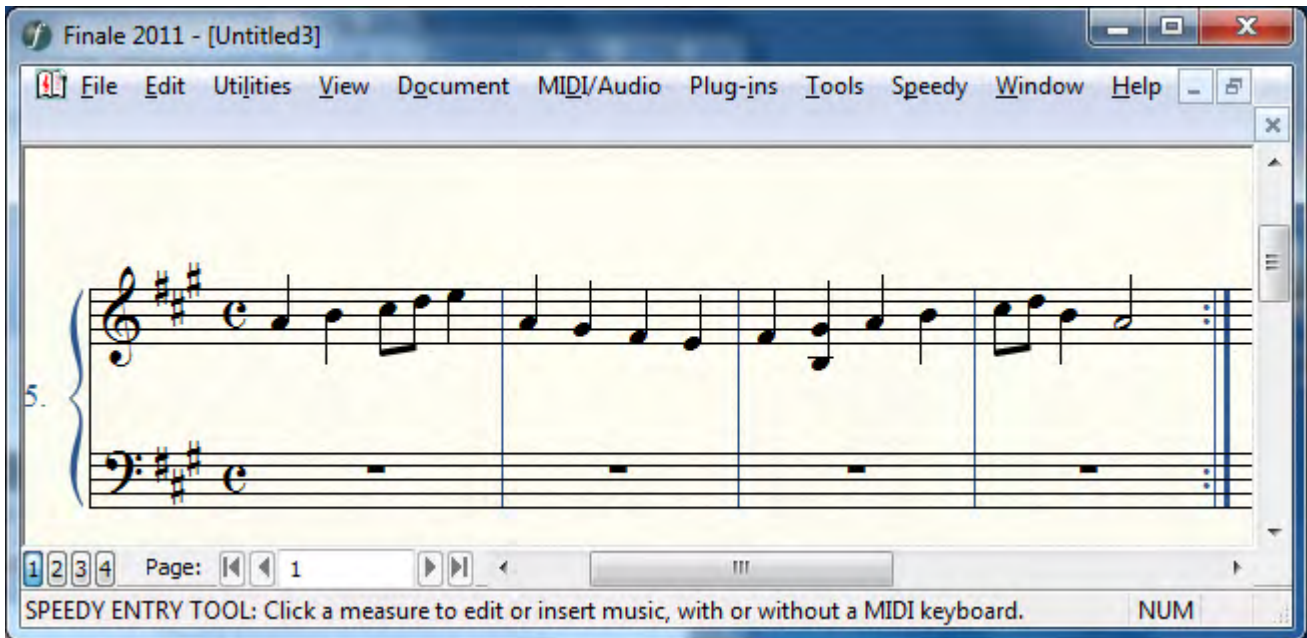 Finale 2011 - [Untitled3]
File Edit Utilities View Document MIDI/Audio Plug-ins Tools Speedy Window Help
5.
1 2 3 4 Page: 1
SPEEDY ENTRY TOOL: Click a measure to edit or insert music, with or without a MIDI keyboard. NUM